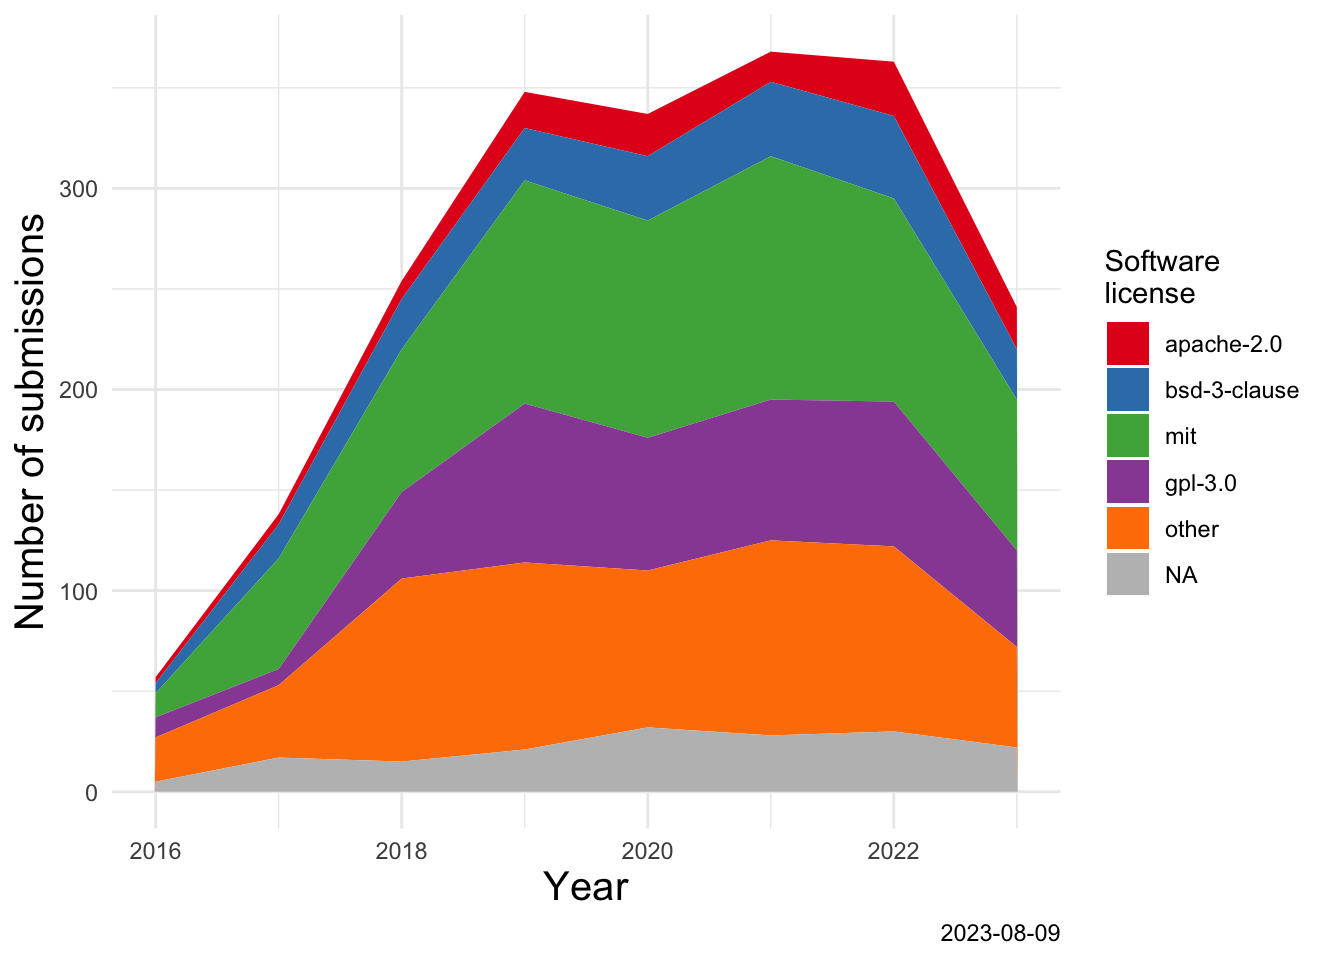 Number of submissions
300
200
100
0
2016
2018
2020
2022
Year
2023-08-09
Software
license
apache-2.0
bsd-3-clause
mit
gpl-3.0
other
NA